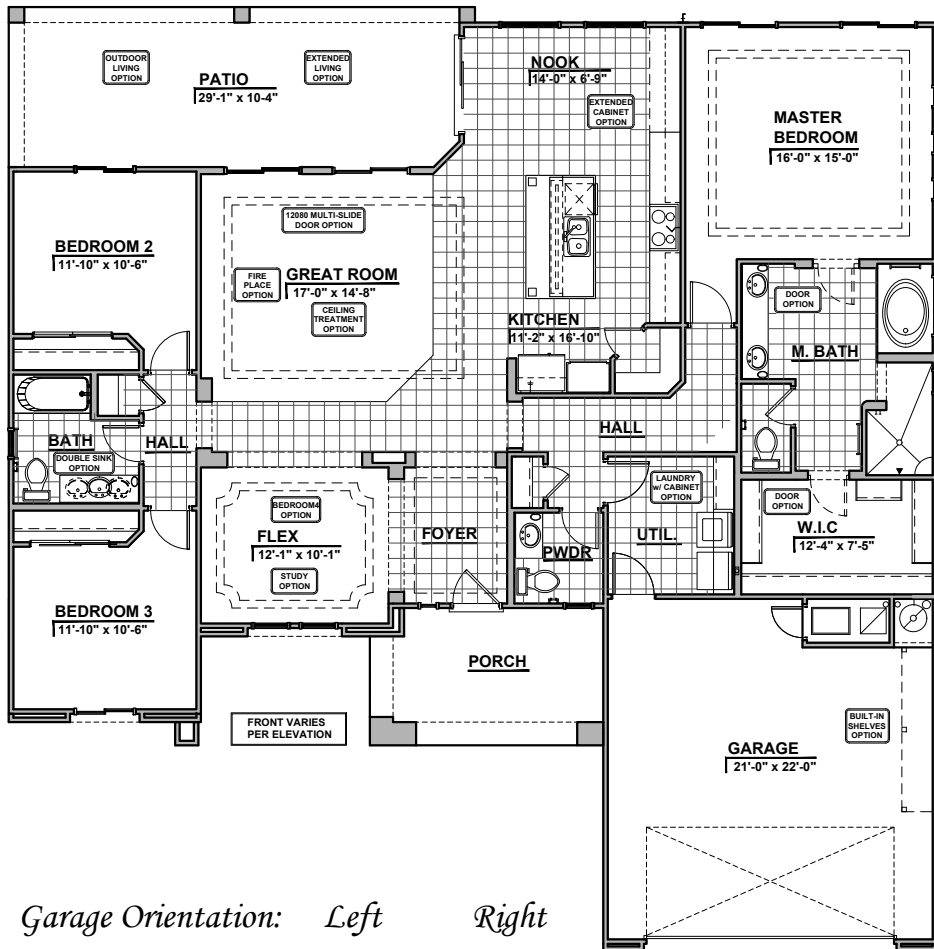 OUTDOOR
LIVING
OPTION
EXTENDED
LIVING
OPTION
PATIO
29'-1" x 10-4"
NOOK
14'-0" x 6'-9"
EXTENDED
CABINET
OPTION
MASTER
BEDROOM
16'-0" x 15'-0"
BEDROOM 2
11'-10" x 10'-6"
12080 MULTI-SLIDE
DOOR OPTION
FIRE
PLACE
OPTION
GREAT ROOM
17'-0" x 14'-8"
CEILING
TREATMENT
OPTION
KITCHEN
11'-2" x 16'-10"
DOOR
OPTION
M. BATH
BATH
DOUBLE SINK
OPTION
HALL
HALL
BEDROOM4
OPTION
FLEX
12'-1" x 10'-1"
STUDY
OPTION
FOYER
PWDR
LAUNDRY
w/ CABINET
OPTION
UTIL.
DOOR
OPTION
W.I.C
12'-4" x 7'-5"
BEDROOM 3
11'-10" x 10'-6"
PORCH
FRONT VARIES
PER ELEVATION
BUILT-IN
SHELVES
OPTION
GARAGE
21'-0" x 22'-0"
Garage Orientation: Left Right